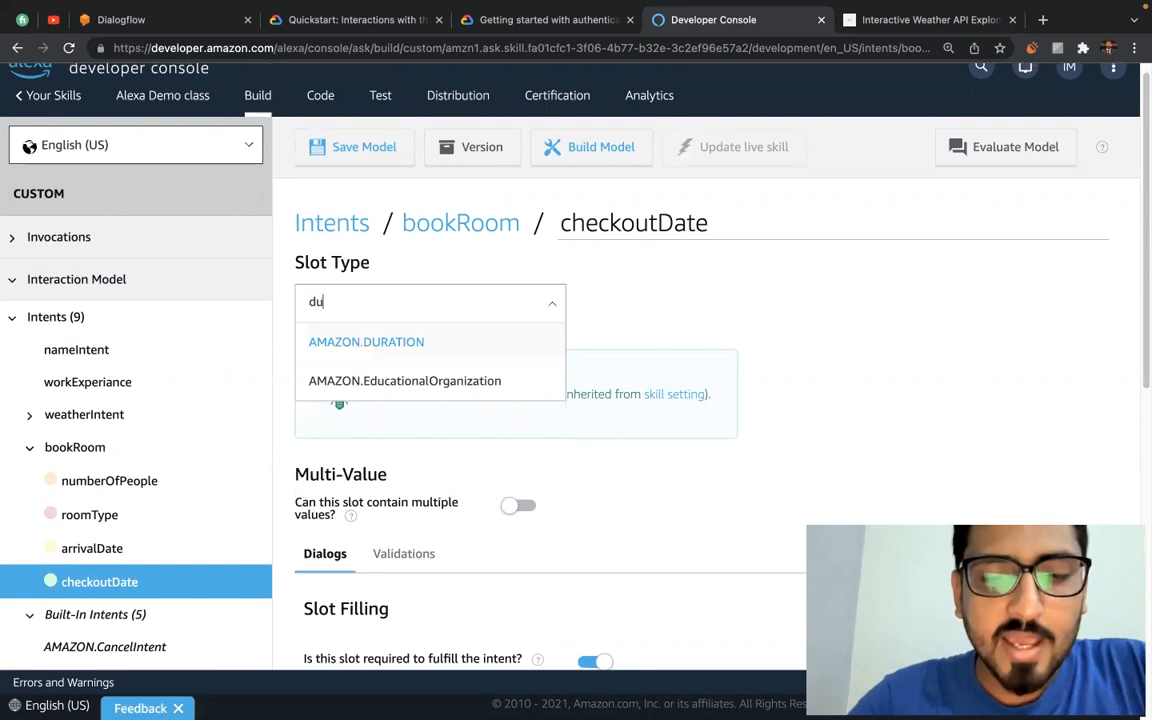 Dialogflow
Quickstart: Interactions with th
Getting started with authentic
Developer Console
Interactive Weather API Explor
https://developer.amazon.com/alexa/console/ask/build/custom/amzn1.ask.skill.fa01cfc1-3f06-4b77-b32e-3c2ef96e57a2/development/en_US/intents/boo...
alexa
developer console
IM
Your Skills
Alexa Demo class
Build
Code
Test
Distribution
Certification
Analytics
English (US)
Save Model
Version
Build Model
Update live skill
Evaluate Model
CUSTOM
Invocations
Interaction Model
Intents (9)
nameIntent
workExperiance
weatherIntent
bookRoom
numberOfPeople
roomType
arrivalDate
checkoutDate
Built-In Intents (5)
AMAZON.CancelIntent
Intents / bookRoom / checkoutDate
Slot Type
du
AMAZON.DURATION
AMAZON.EducationalOrganization
nherited from skill setting).
Multi-Value
Can this slot contain multiple
values?
Dialogs
Validations
Slot Filling
Is this slot required to fulfill the intent?
Errors and Warnings
English (US)
Feedback
© 2010 - 2021, Amazon.com, Inc. or its affiliates. All Rights Res